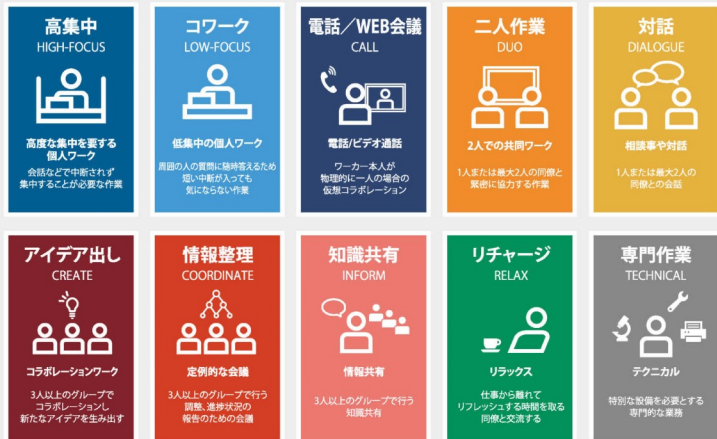 高集中
HIGH-FOCUS
高度な集中を要する
個人ワーク
会話などで中断されず
集中することが必要な作業
コワーク
LOW-FOCUS
低集中の個人ワーク
周囲の人の質問に随時答えるため
短い中断が入っても
気にならない作業
電話/WEB会議
CALL
電話/ビデオ通話
ワーカー本人が
物理的に一人の場合の
仮想コラボレーション
二人作業
DUO
2人での共同ワーク
1人または最大2人の同僚と
緊密に協力する作業
対話
DIALOGUE
相談事や対話
1人または最大2人の
同僚との会話
アイデア出し
CREATE
コラボレーションワーク
3人以上のグループで
コラボレーションし
新たなアイデアを生み出す
情報整理
COORDINATE
定例的な会議
3人以上のグループで行う
調整、進捗状況の
報告のための会議
知識共有
INFORM
情報共有
3人以上のグループで行う
知識共有
リチャージ
RELAX
リラックス
仕事から離れて
リフレッシュする時間を取る
同僚と交流する
専門作業
TECHNICAL
テクニカル
特別な設備を必要とする
専門的な業務